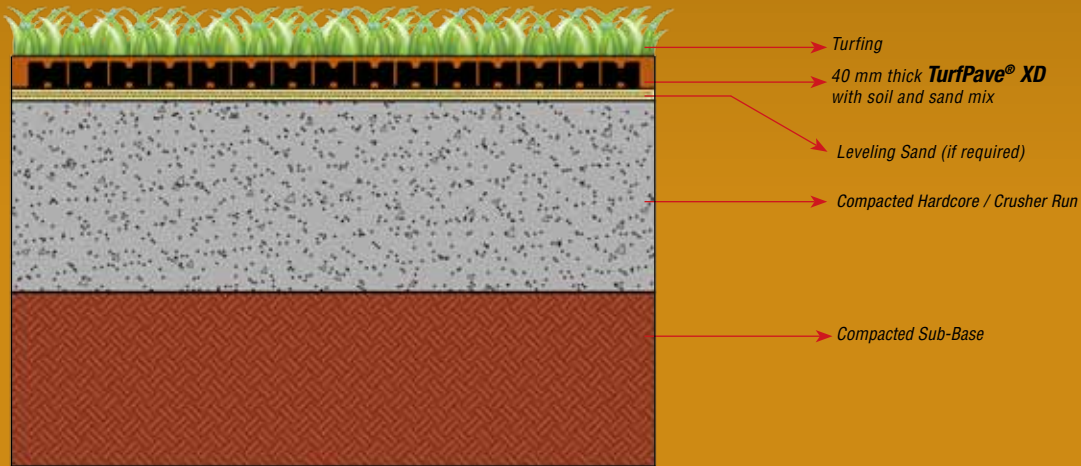 Turfing
40 mm thick TurfPave® XD
with soil and sand mix
Leveling Sand (if required)
Compacted Hardcore / Crusher Run
Compacted Sub-Base